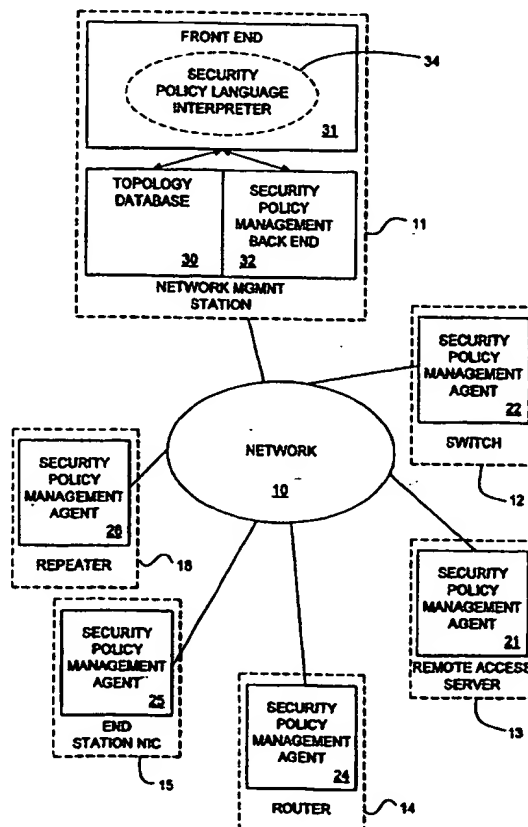 FRONT END
34
SECURITY
POLICY LANGUAGE
INTERPRETER
31
TOPOLOGY
DATABASE
30
SECURITY
POLICY
MANAGEMENT
BACK END
32
11
NETWORK MGMNT
STATION
SECURITY
POLICY
MANAGEMENT
AGENT
22
SWITCH
12
NETWORK
10
SECURITY
POLICY
MANAGEMENT
AGENT
26
REPEATER
16
SECURITY
POLICY
MANAGEMENT
AGENT
21
REMOTE ACCESS
SERVER
13
SECURITY
POLICY
MANAGEMENT
AGENT
25
END
STATION NIC
15
SECURITY
POLICY
MANAGEMENT
AGENT
24
ROUTER
14